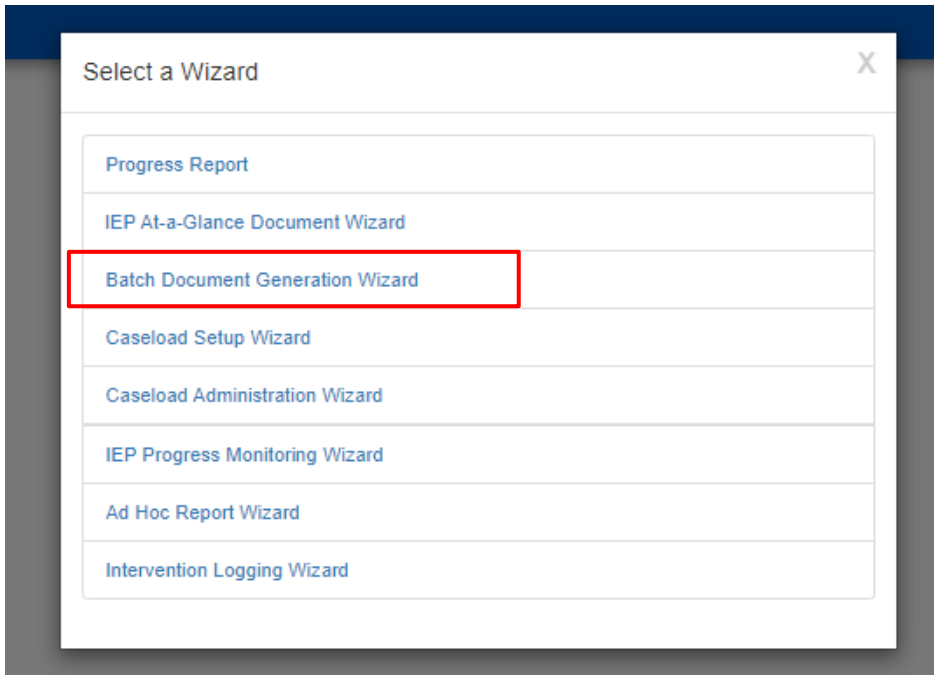 Select a Wizard
X
Progress Report
IEP At-a-Glance Document Wizard
Batch Document Generation Wizard
Caseload Setup Wizard
Caseload Administration Wizard
IEP Progress Monitoring Wizard
Ad Hoc Report Wizard
Intervention Logging Wizard